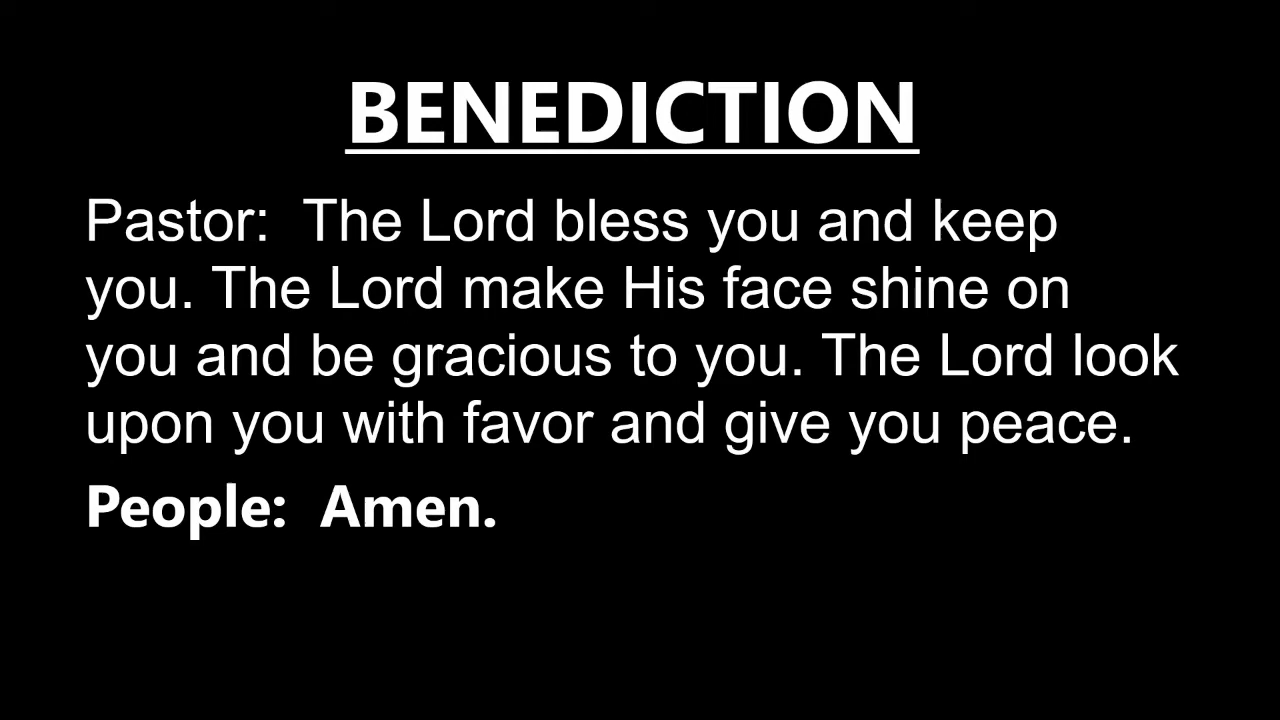 BENEDICTION
Pastor:  The Lord bless you and keep
you. The Lord make His face shine on
you and be gracious to you. The Lord look
upon you with favor and give you peace.
People:  Amen.